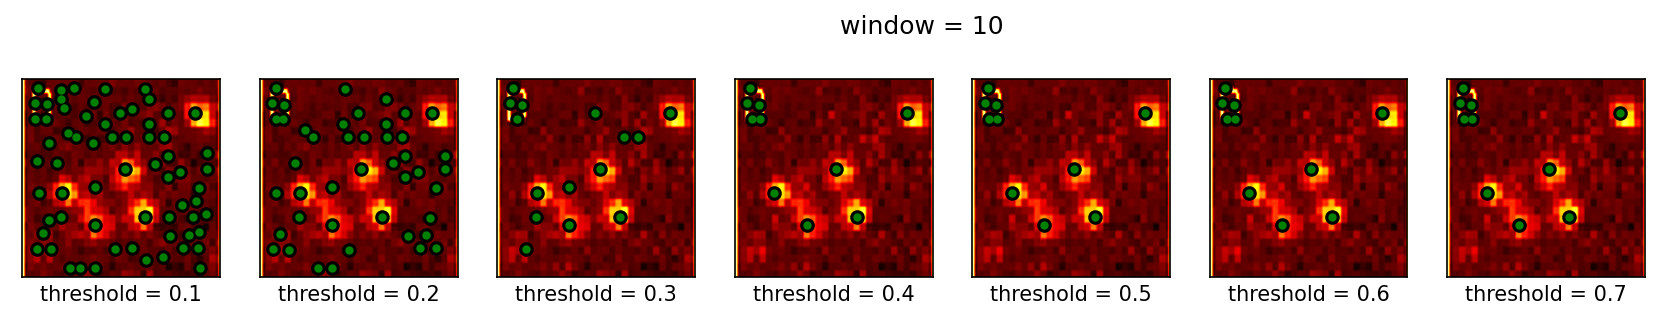 window = 10
threshold = 0.1
threshold = 0.2
threshold = 0.3
threshold = 0.4
threshold = 0.5
threshold = 0.6
threshold = 0.7